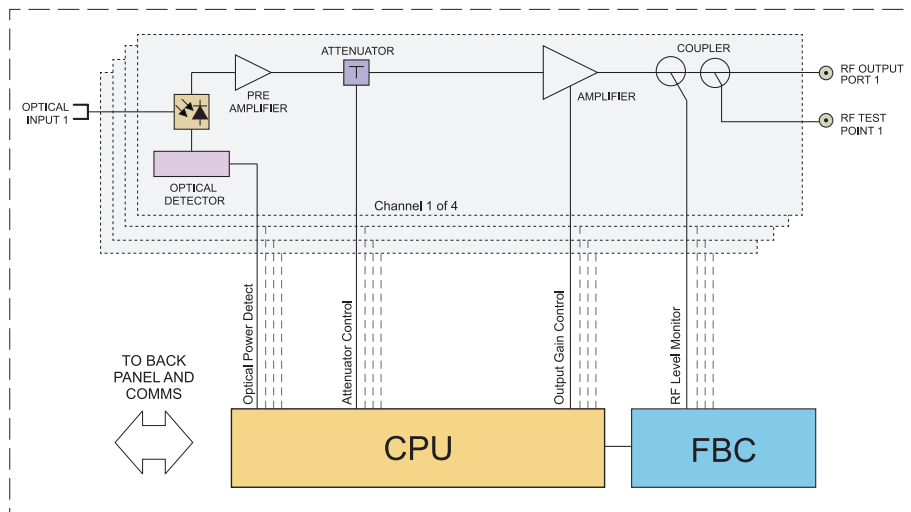 ATTENUATOR
COUPLER
T
OPTICAL
INPUT 1
PRE
AMPLIFIER
AMPLIFIER
RF OUTPUT
PORT 1
RF TEST
POINT 1
OPTICAL
DETECTOR
Channel 1 of 4
Optical Power Detect
Attenuator Control
Output Gain Control
RF Level Monitor
TO BACK
PANEL AND
COMMS
CPU
FBC